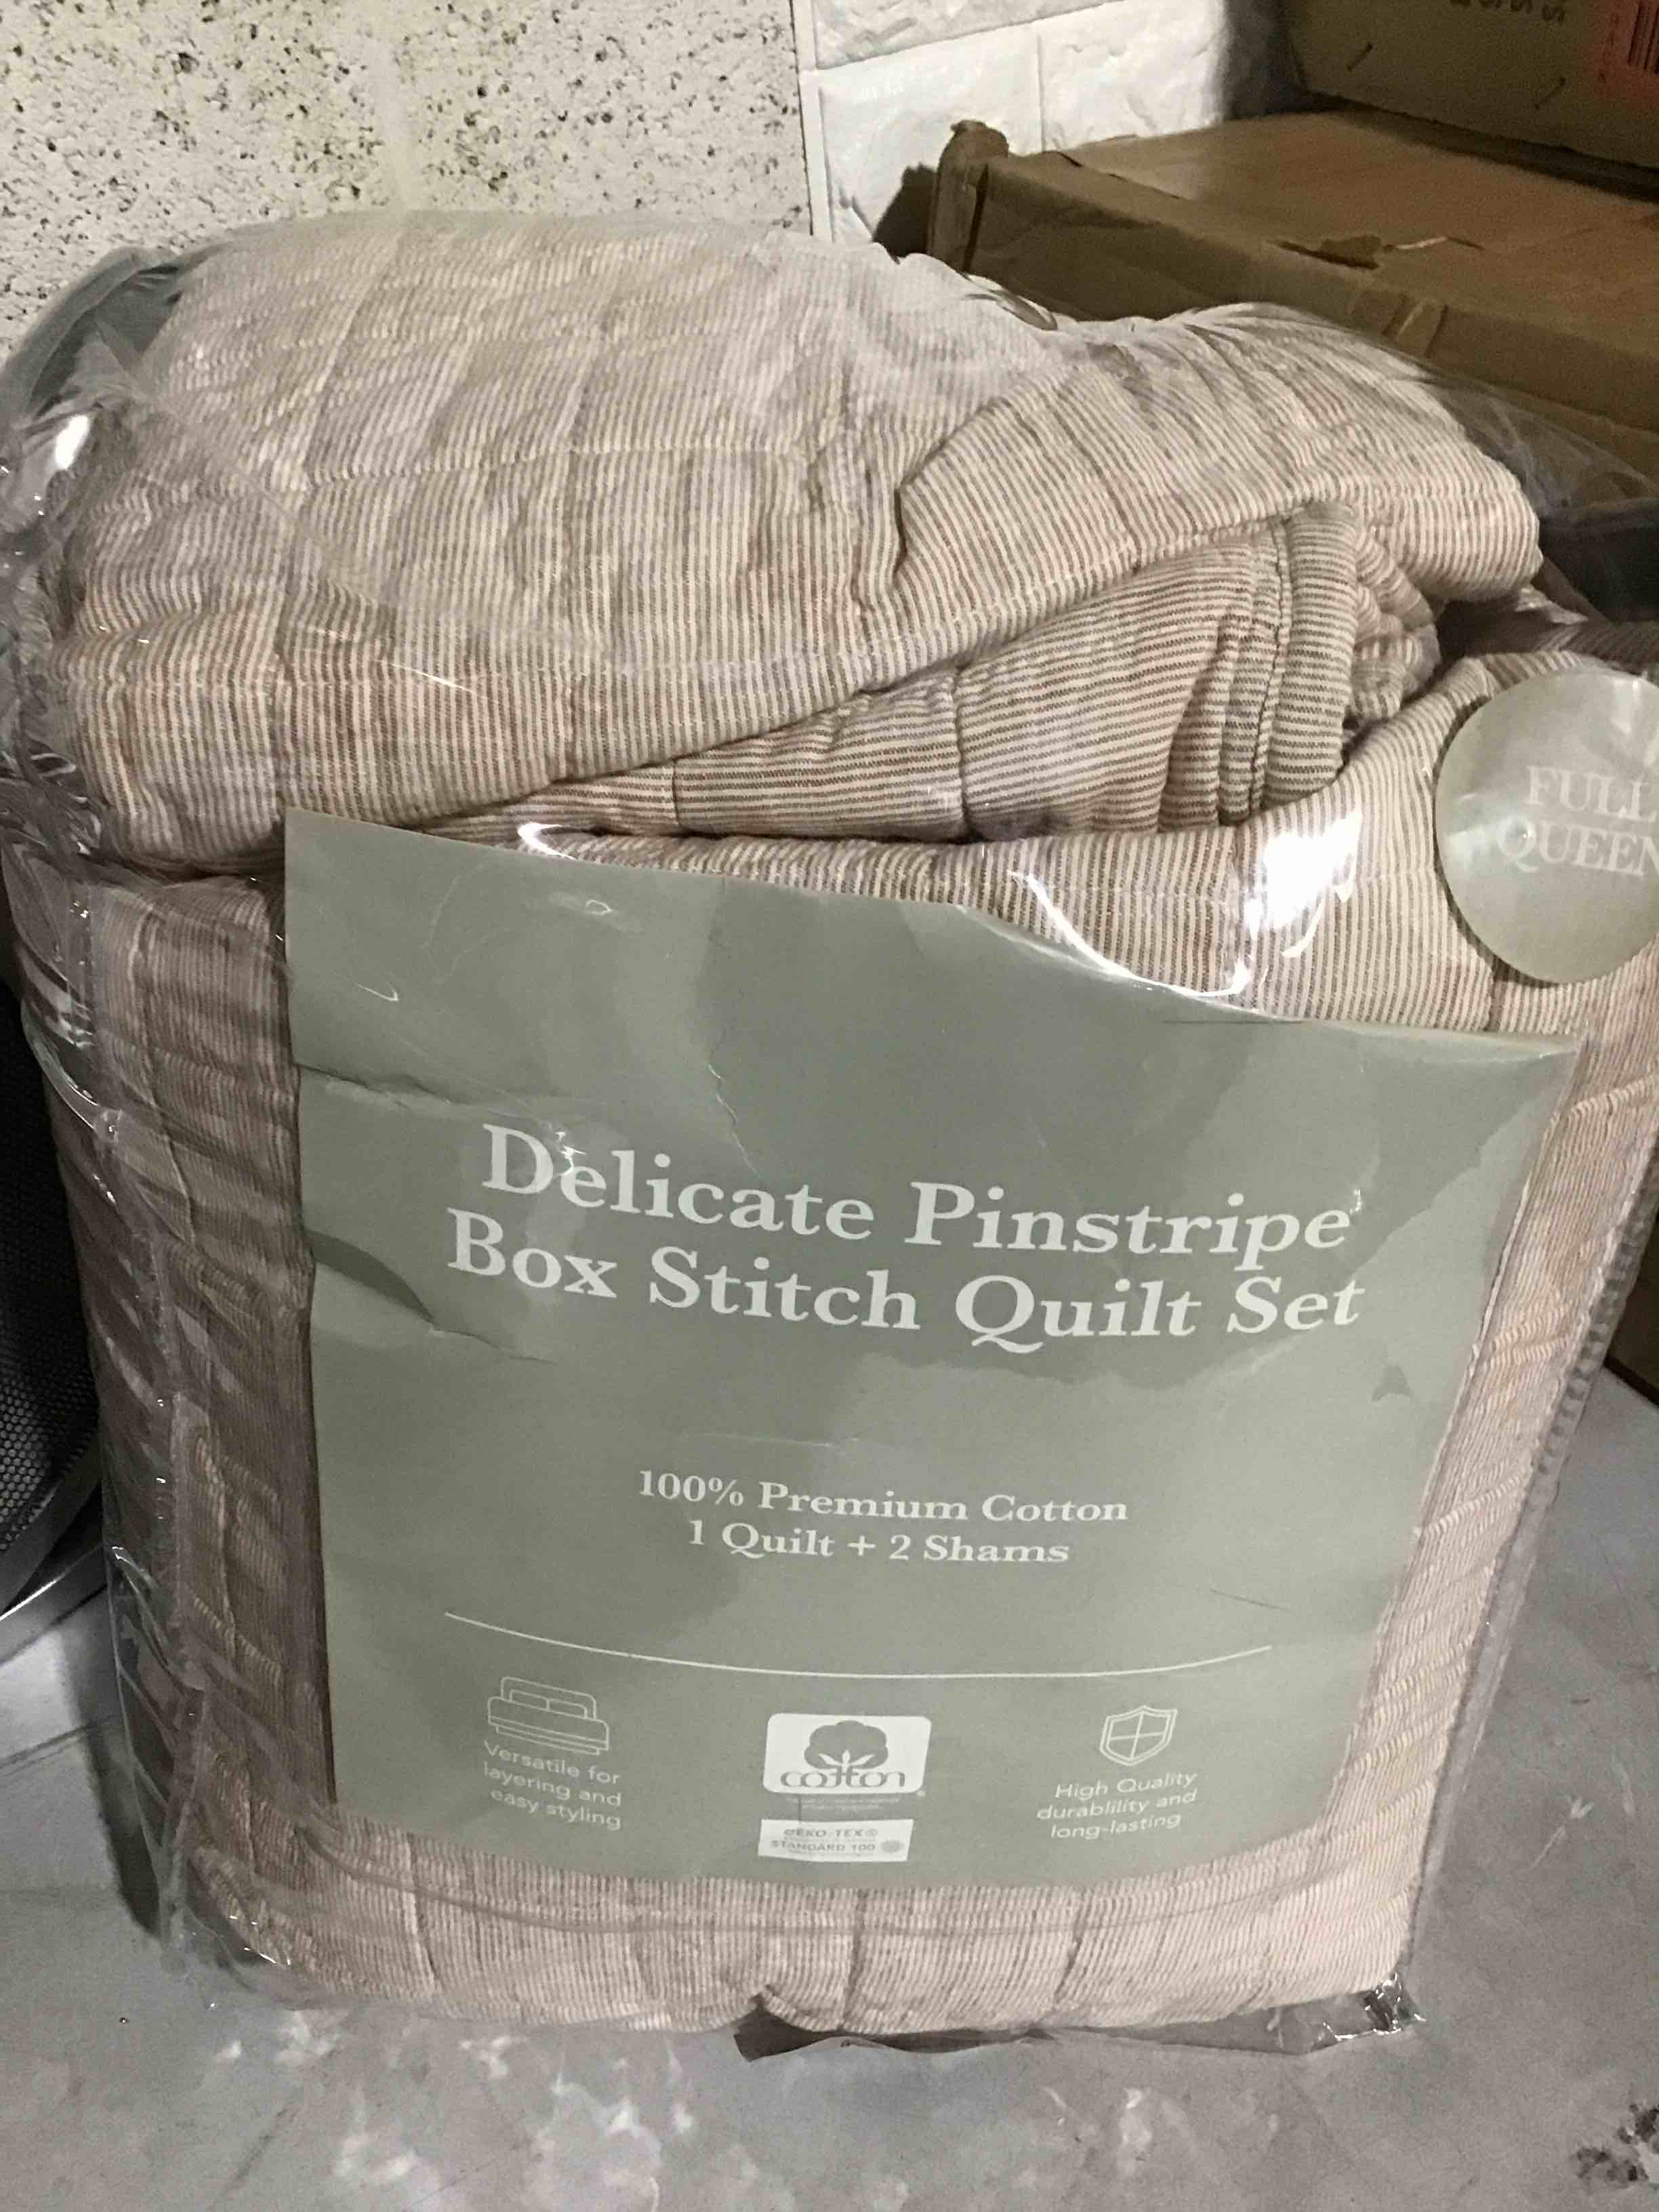 FULL
QUEEN
Delicate Pinstripe
Box Stitch Quilt Set
100% Premium Cotton
1 Quilt + 2 Shams
Versatile for
layering and
easy styling
cotton
OEKO-TEX®
STANDARD 100
High Quality
durablility and
long-lasting